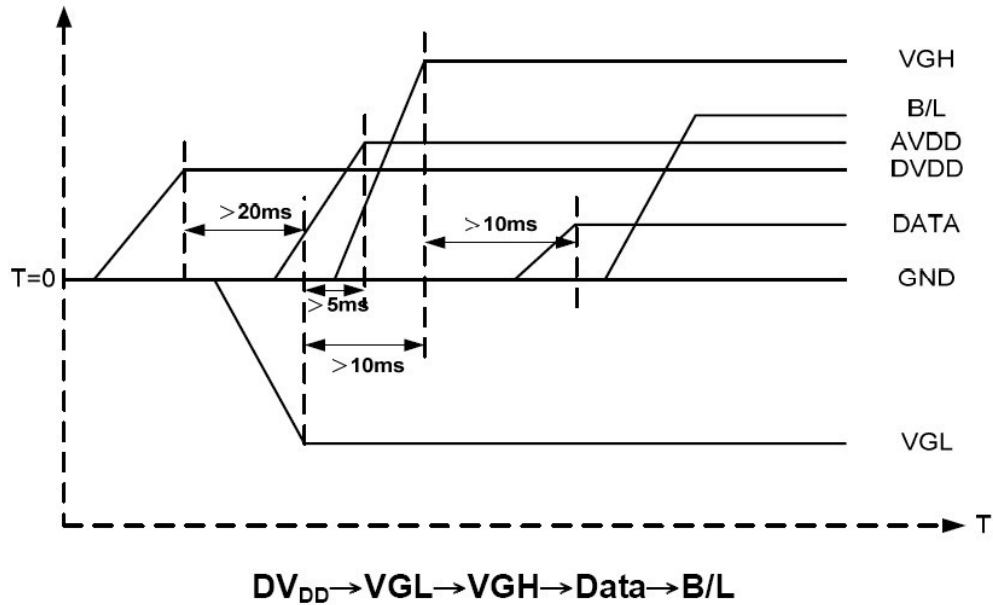 VGH
B/L
AVDD
DVDD
>20ms
>10ms
DATA
T=0
GND
>5ms
>10ms
VGL
T
DVDD→VGL→VGH→Data→B/L